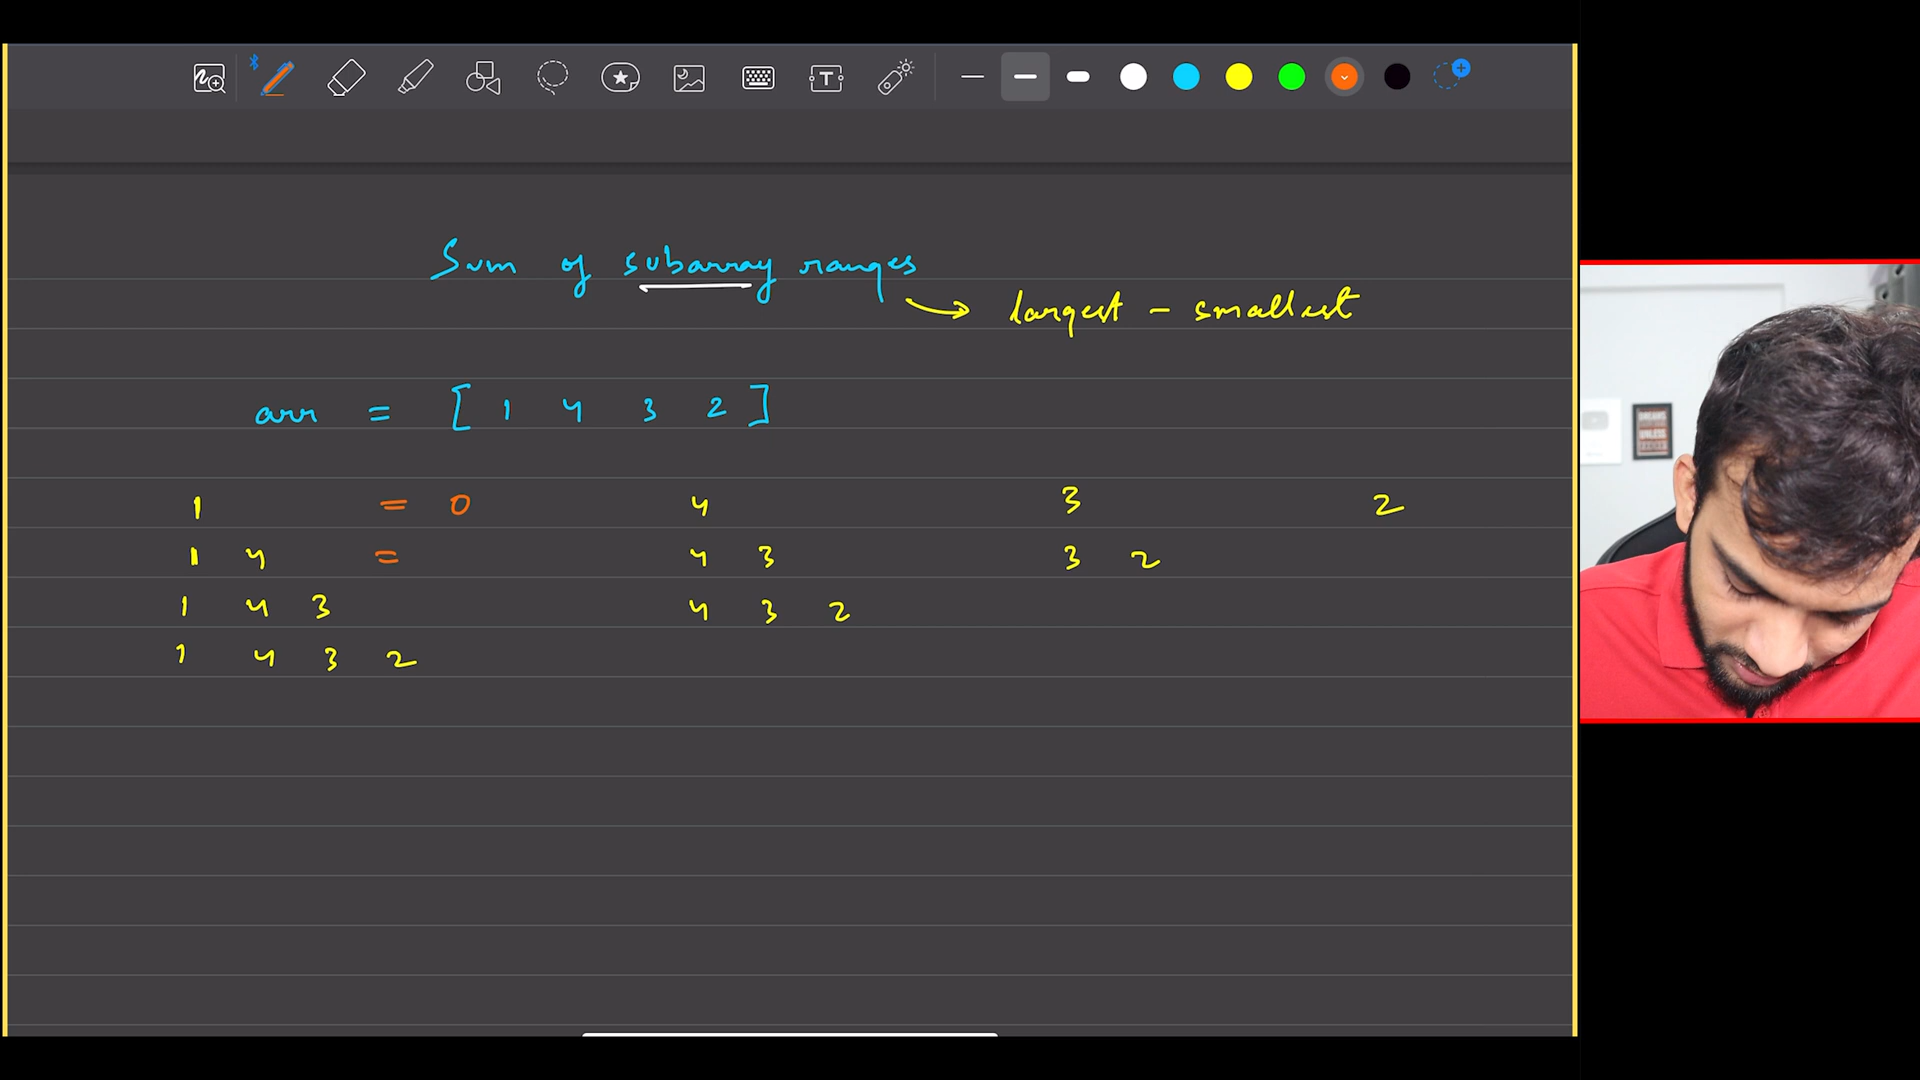 Sum of subarray ranges
largest - smallest
arr = [ 1 4 3 2 ]
1 = 0 4 3 2
1 4 = 4 3 3 2
1 4 3 4 3 2
1 4 3 2